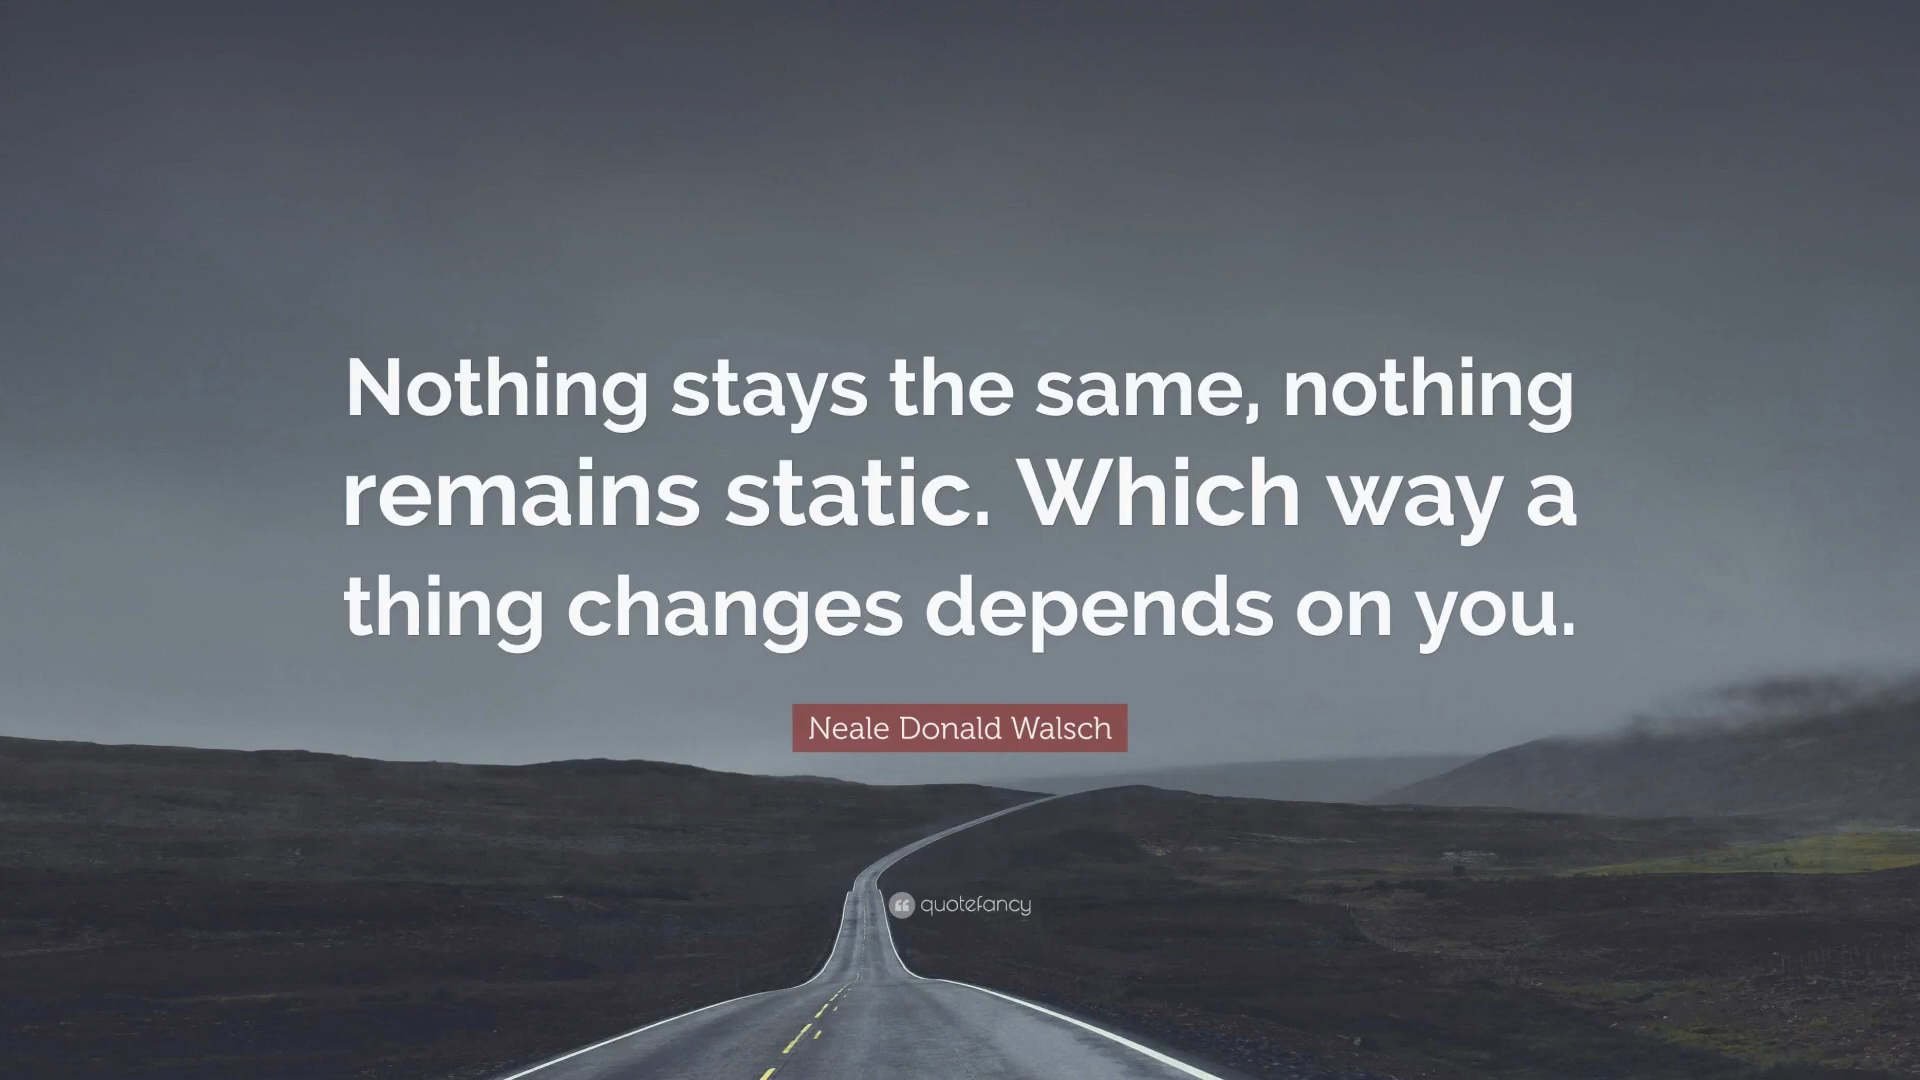 Nothing stays the same, nothing
remains static. Which way a
thing changes depends on you.
Neale Donald Walsch
quotefancy